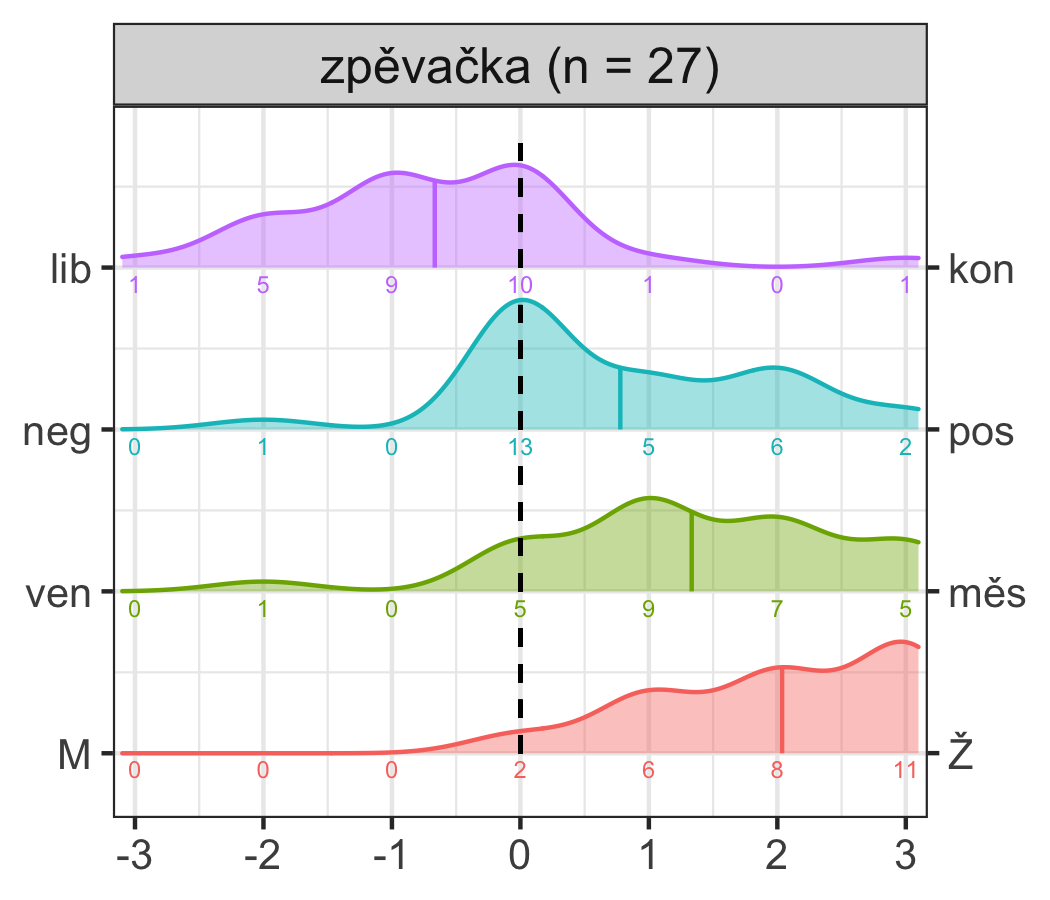 zpěvačka (n = 27)
lib kon
1 5 9 10 1 0 1
neg pos
0 1 0 13 5 6 2
ven měs
0 1 0 5 9 7 5
M Ž
0 0 0 2 6 8 11
-3 -2 -1 0 1 2 3